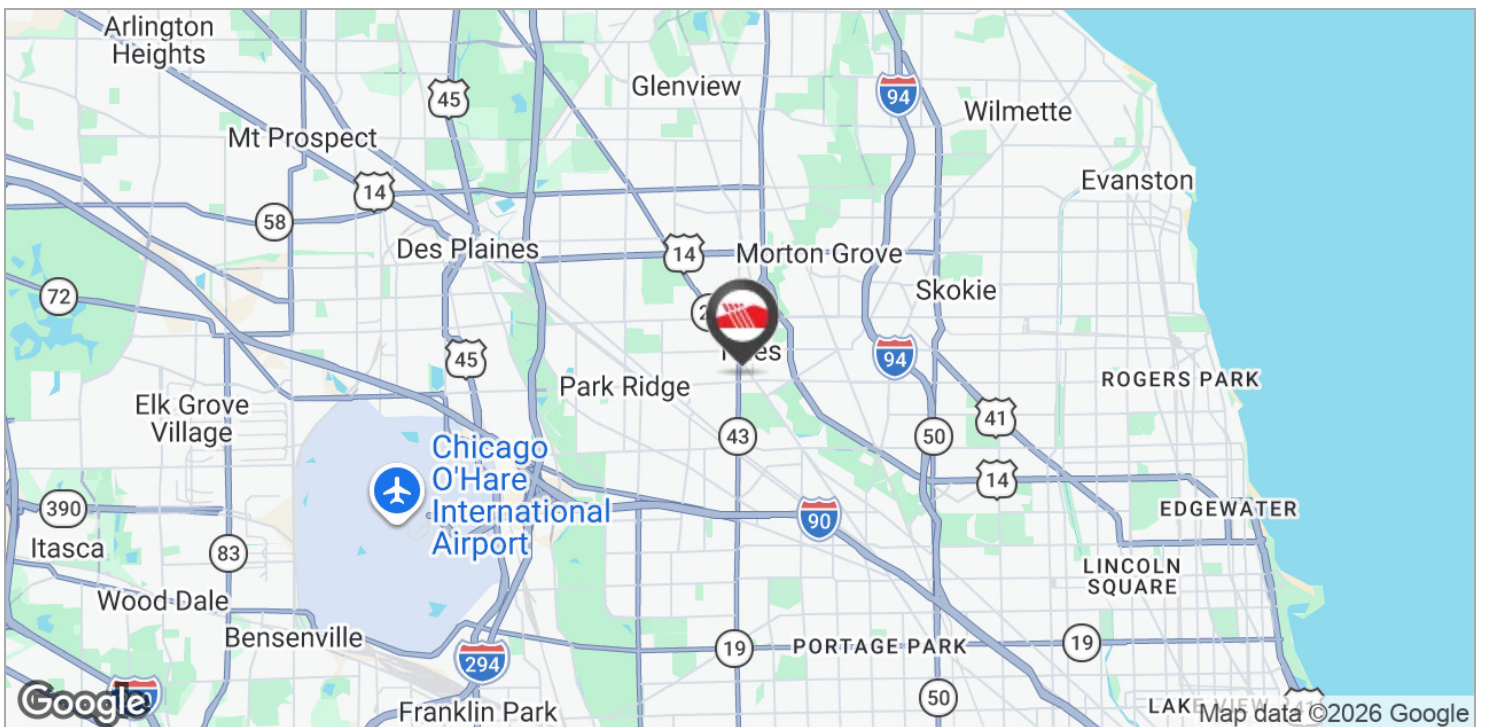 Arlington
Heights
45
Glenview
94
Wilmette
Mt Prospect
14
Evanston
58
Des Plaines
14
Morton Grove
72
Skokie
45
94
Park Ridge
ROGERS PARK
Elk Grove
Village
41
43
50
Chicago
O'Hare
International
Airport
14
390
EDGEWATER
90
Itasca
83
LINCOLN
SQUARE
Wood Dale
Bensenville
19
PORTAGE PARK
19
294
50
Google
Franklin Park
Map data ©2026 Google